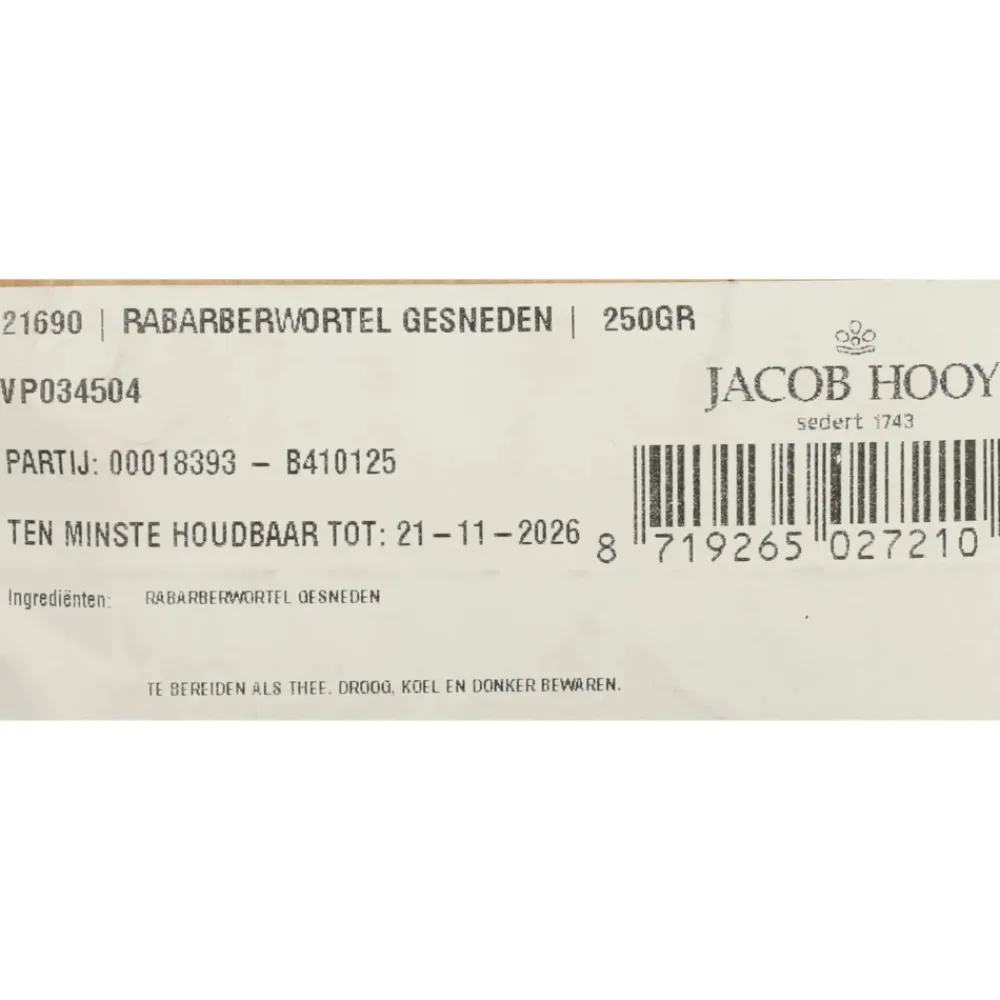 21690 | RABARBERWORTEL GESNEDEN | 250GR
VP034504
JACOB HOOY
sedert 1743
PARTIJ: 00018393 – B410125
TEN MINSTE HOUDBAAR TOT: 21–11–2026
8 719265 027210
Ingrediënten: RABARBERWORTEL GESNEDEN
TE BEREIDEN ALS THEE. DROOG, KOEL EN DONKER BEWAREN.